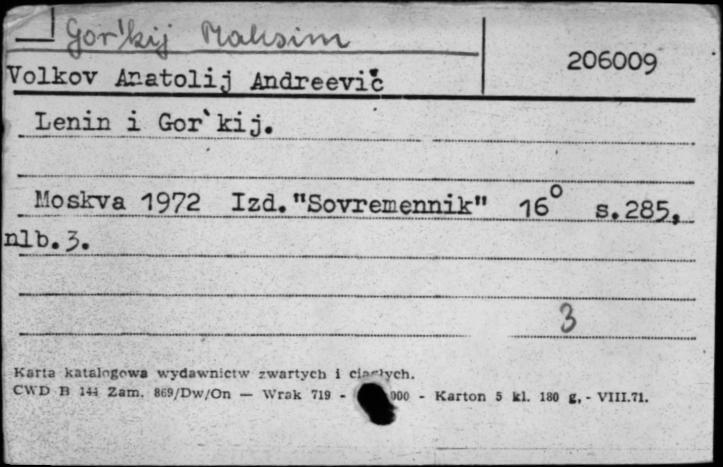 Gor'kij Maksim
206009
Volkov Anatolij Andreevič
Lenin i Gor`kij.
Moskva 1972 Izd."Sovremennik" 16° s.285,
nlb.3.
3
Karta katalogowa wydawnictw zwartych i ciągłych.
CWD B 144 Zam. 869/Dw/On — Wrak 719 - 000 - Karton 5 kl. 180 g, - VIII.71.